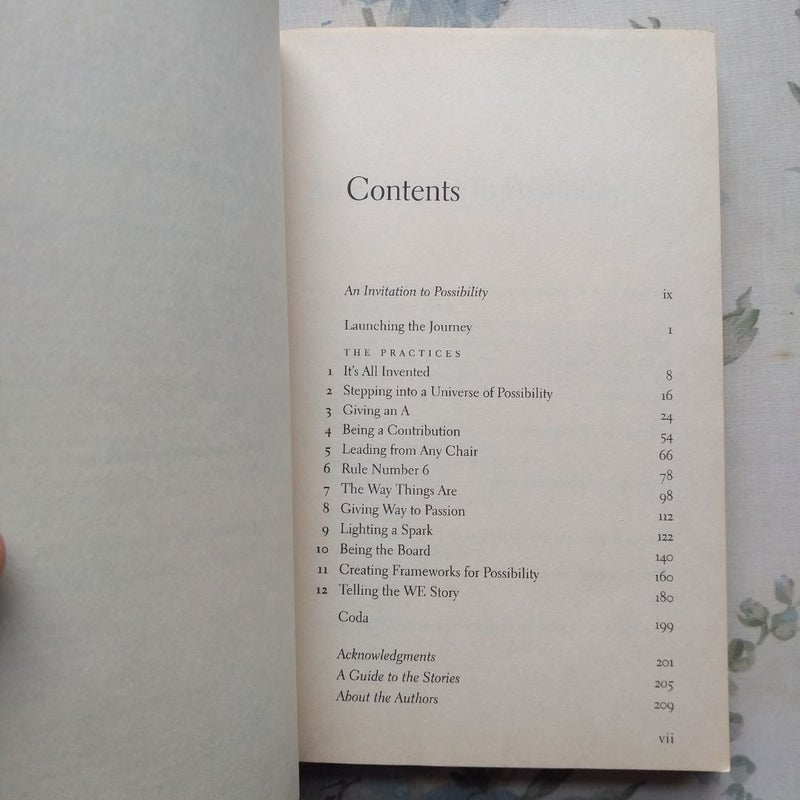 Contents
An Invitation to Possibility ix
Launching the Journey 1
THE PRACTICES
1 It's All Invented 8
2 Stepping into a Universe of Possibility 16
3 Giving an A 24
4 Being a Contribution 54
5 Leading from Any Chair 66
6 Rule Number 6 78
7 The Way Things Are 98
8 Giving Way to Passion 112
9 Lighting a Spark 122
10 Being the Board 140
11 Creating Frameworks for Possibility 160
12 Telling the WE Story 180
Coda 199
Acknowledgments 201
A Guide to the Stories 205
About the Authors 209
vii